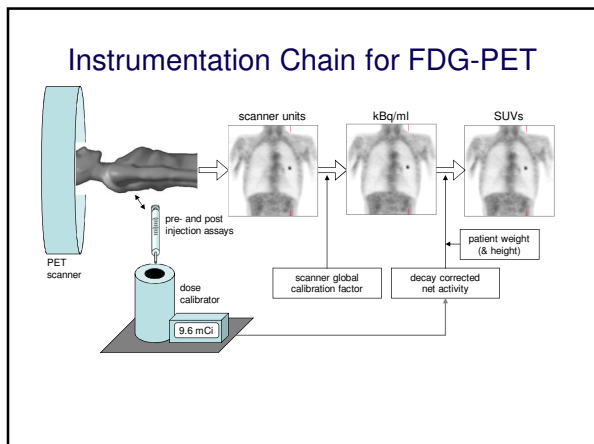 Instrumentation Chain for FDG-PET
scanner units
kBq/ml
SUVs
pre- and post
injection assays
PET
scanner
dose
calibrator
9.6 mCi
scanner global
calibration factor
patient weight
(& height)
decay corrected
net activity